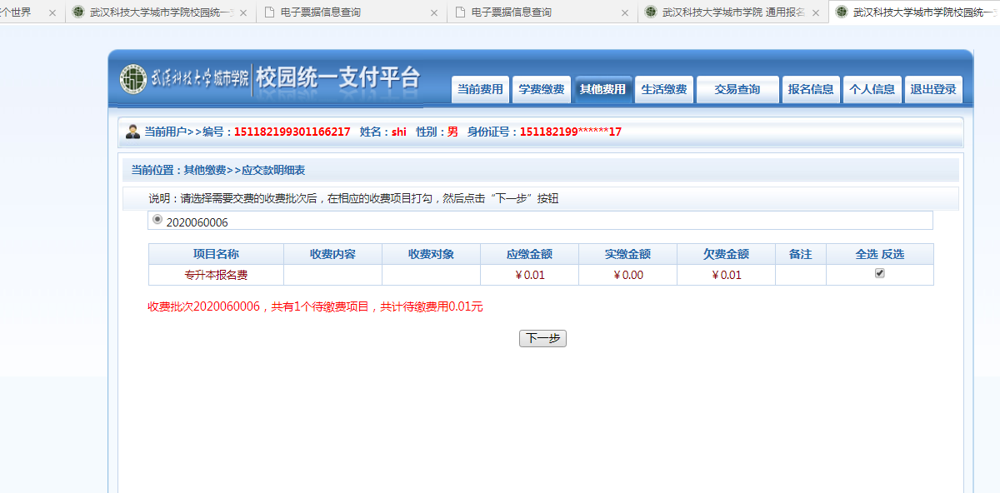 个世界
武汉科技大学城市学院校园统一
电子票据信息查询
电子票据信息查询
武汉科技大学城市学院 通用报名
武汉科技大学城市学院校园统一
武汉科技大学城市学院 校园统一支付平台
当前费用 学费缴费 其他费用 生活缴费 交易查询 报名信息 个人信息 退出登录
当前用户>>编号：151182199301166217 姓名：shi 性别：男 身份证号：151182199******17
当前位置：其他缴费>>应交款明细表
说明：请选择需要交费的收费批次后，在相应的收费项目打勾，然后点击“下一步”按钮
2020060006
项目名称 收费内容 收费对象 应缴金额 实缴金额 欠费金额 备注 全选 反选
专升本报名费 ￥0.01 ￥0.00 ￥0.01
收费批次2020060006，共有1个待缴费项目，共计待缴费用0.01元
下一步